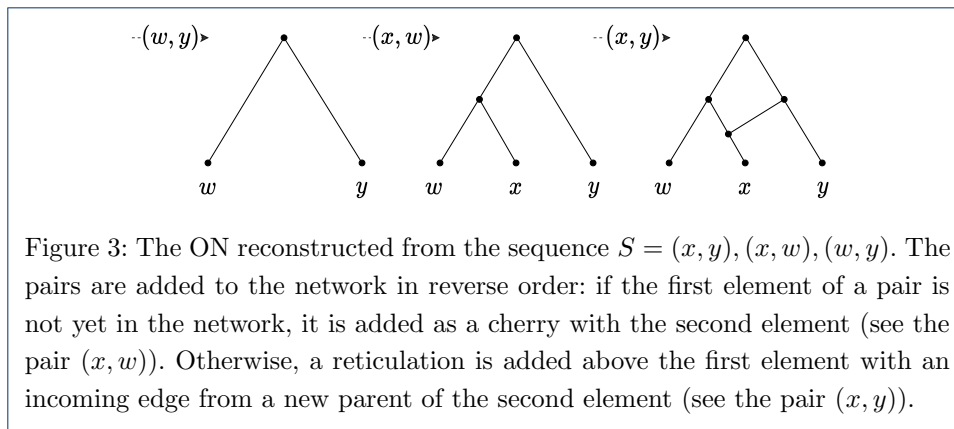 (w, y) (x, w) (x, y)
w y w x y w x y
Figure 3: The ON reconstructed from the sequence S = (x, y), (x, w), (w, y). The
pairs are added to the network in reverse order: if the first element of a pair is
not yet in the network, it is added as a cherry with the second element (see the
pair (x, w)). Otherwise, a reticulation is added above the first element with an
incoming edge from a new parent of the second element (see the pair (x, y)).